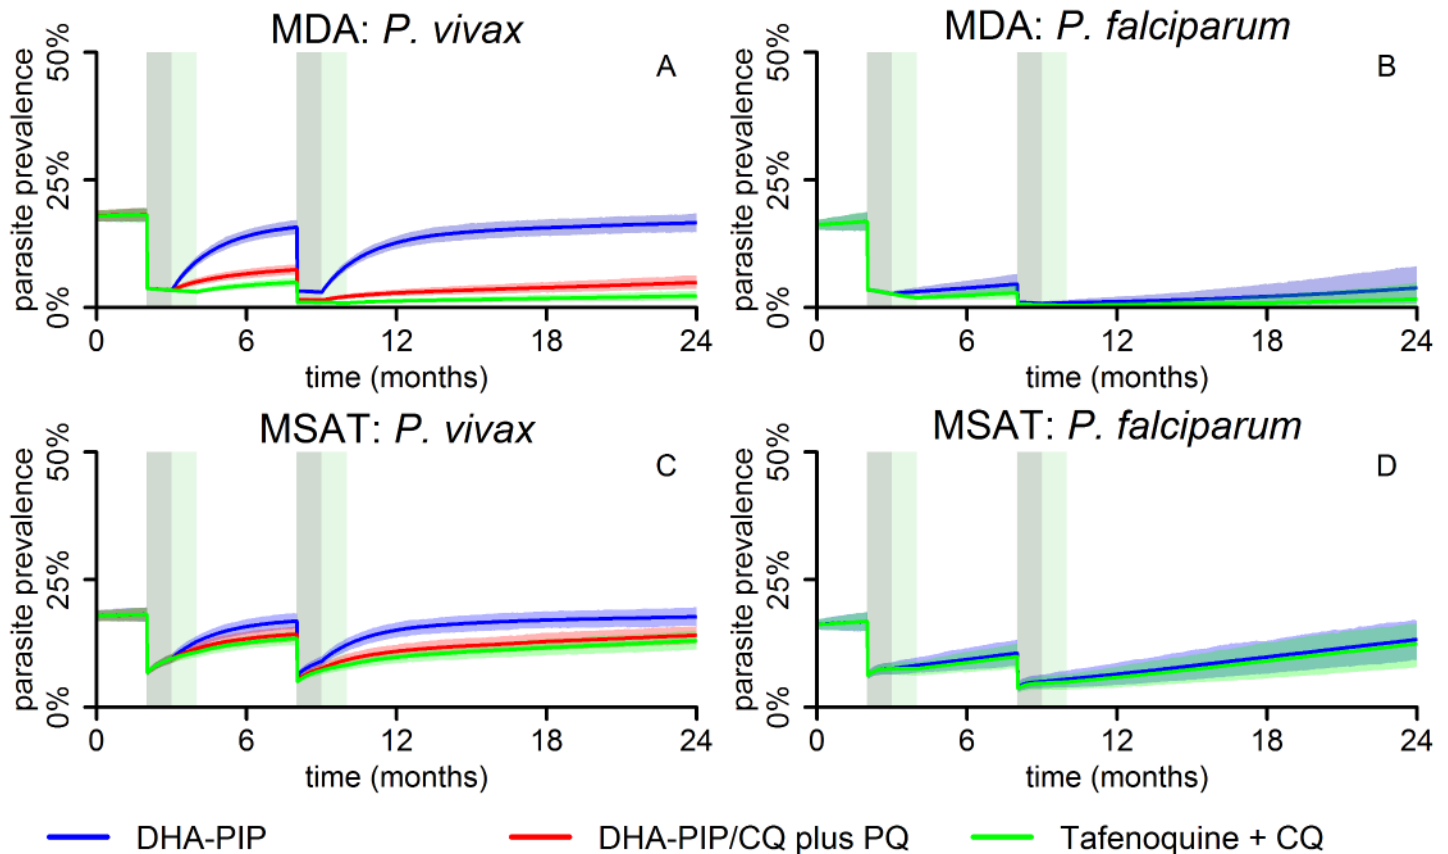 MDA: P. vivax
MDA: P. falciparum
50%
A
50%
B
parasite prevalence
25%
parasite prevalence
25%
0%
0%
0 6 12 18 24
0 6 12 18 24
time (months)
time (months)
MSAT: P. vivax
MSAT: P. falciparum
50%
C
50%
D
parasite prevalence
25%
parasite prevalence
25%
0%
0%
0 6 12 18 24
0 6 12 18 24
time (months)
time (months)
DHA-PIP
DHA-PIP/CQ plus PQ
Tafenoquine + CQ